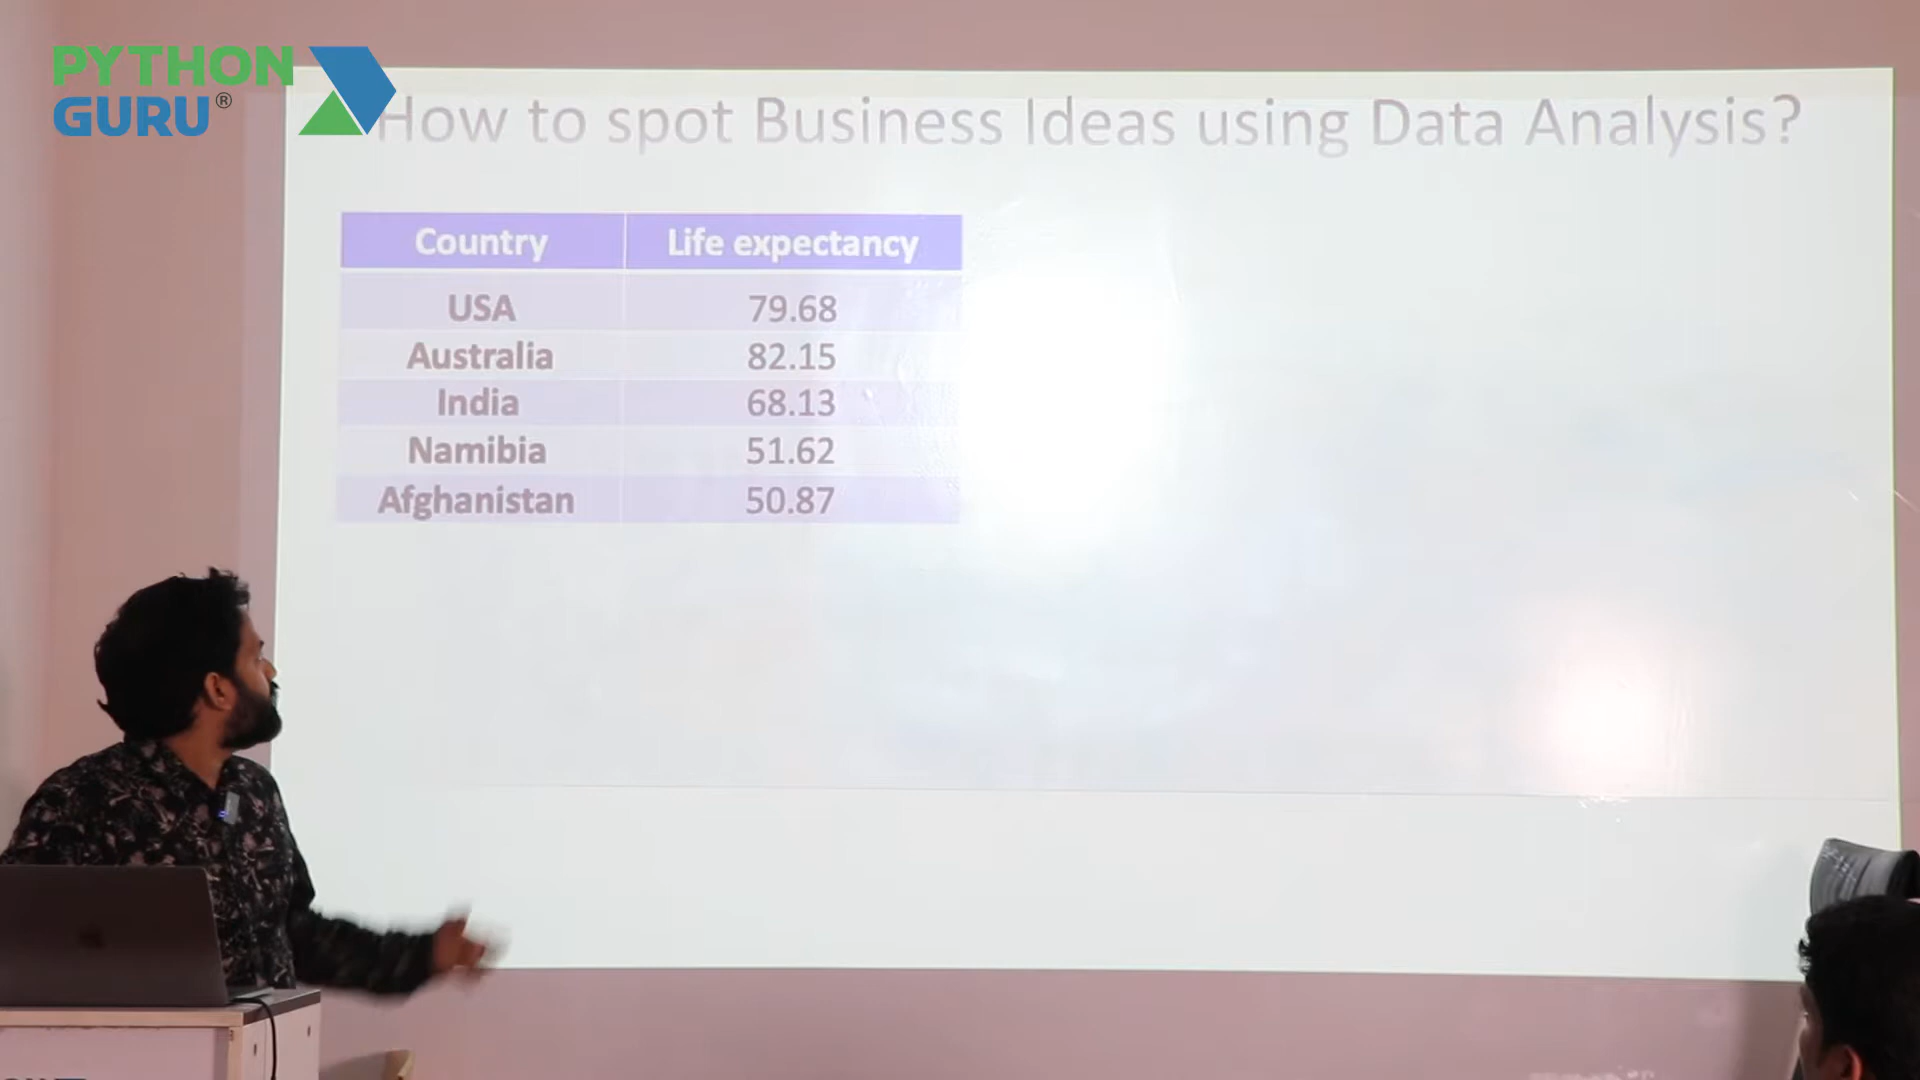 PYTHON
GURU®
How to spot Business Ideas using Data Analysis?
Country Life expectancy
USA 79.68
Australia 82.15
India 68.13
Namibia 51.62
Afghanistan 50.87